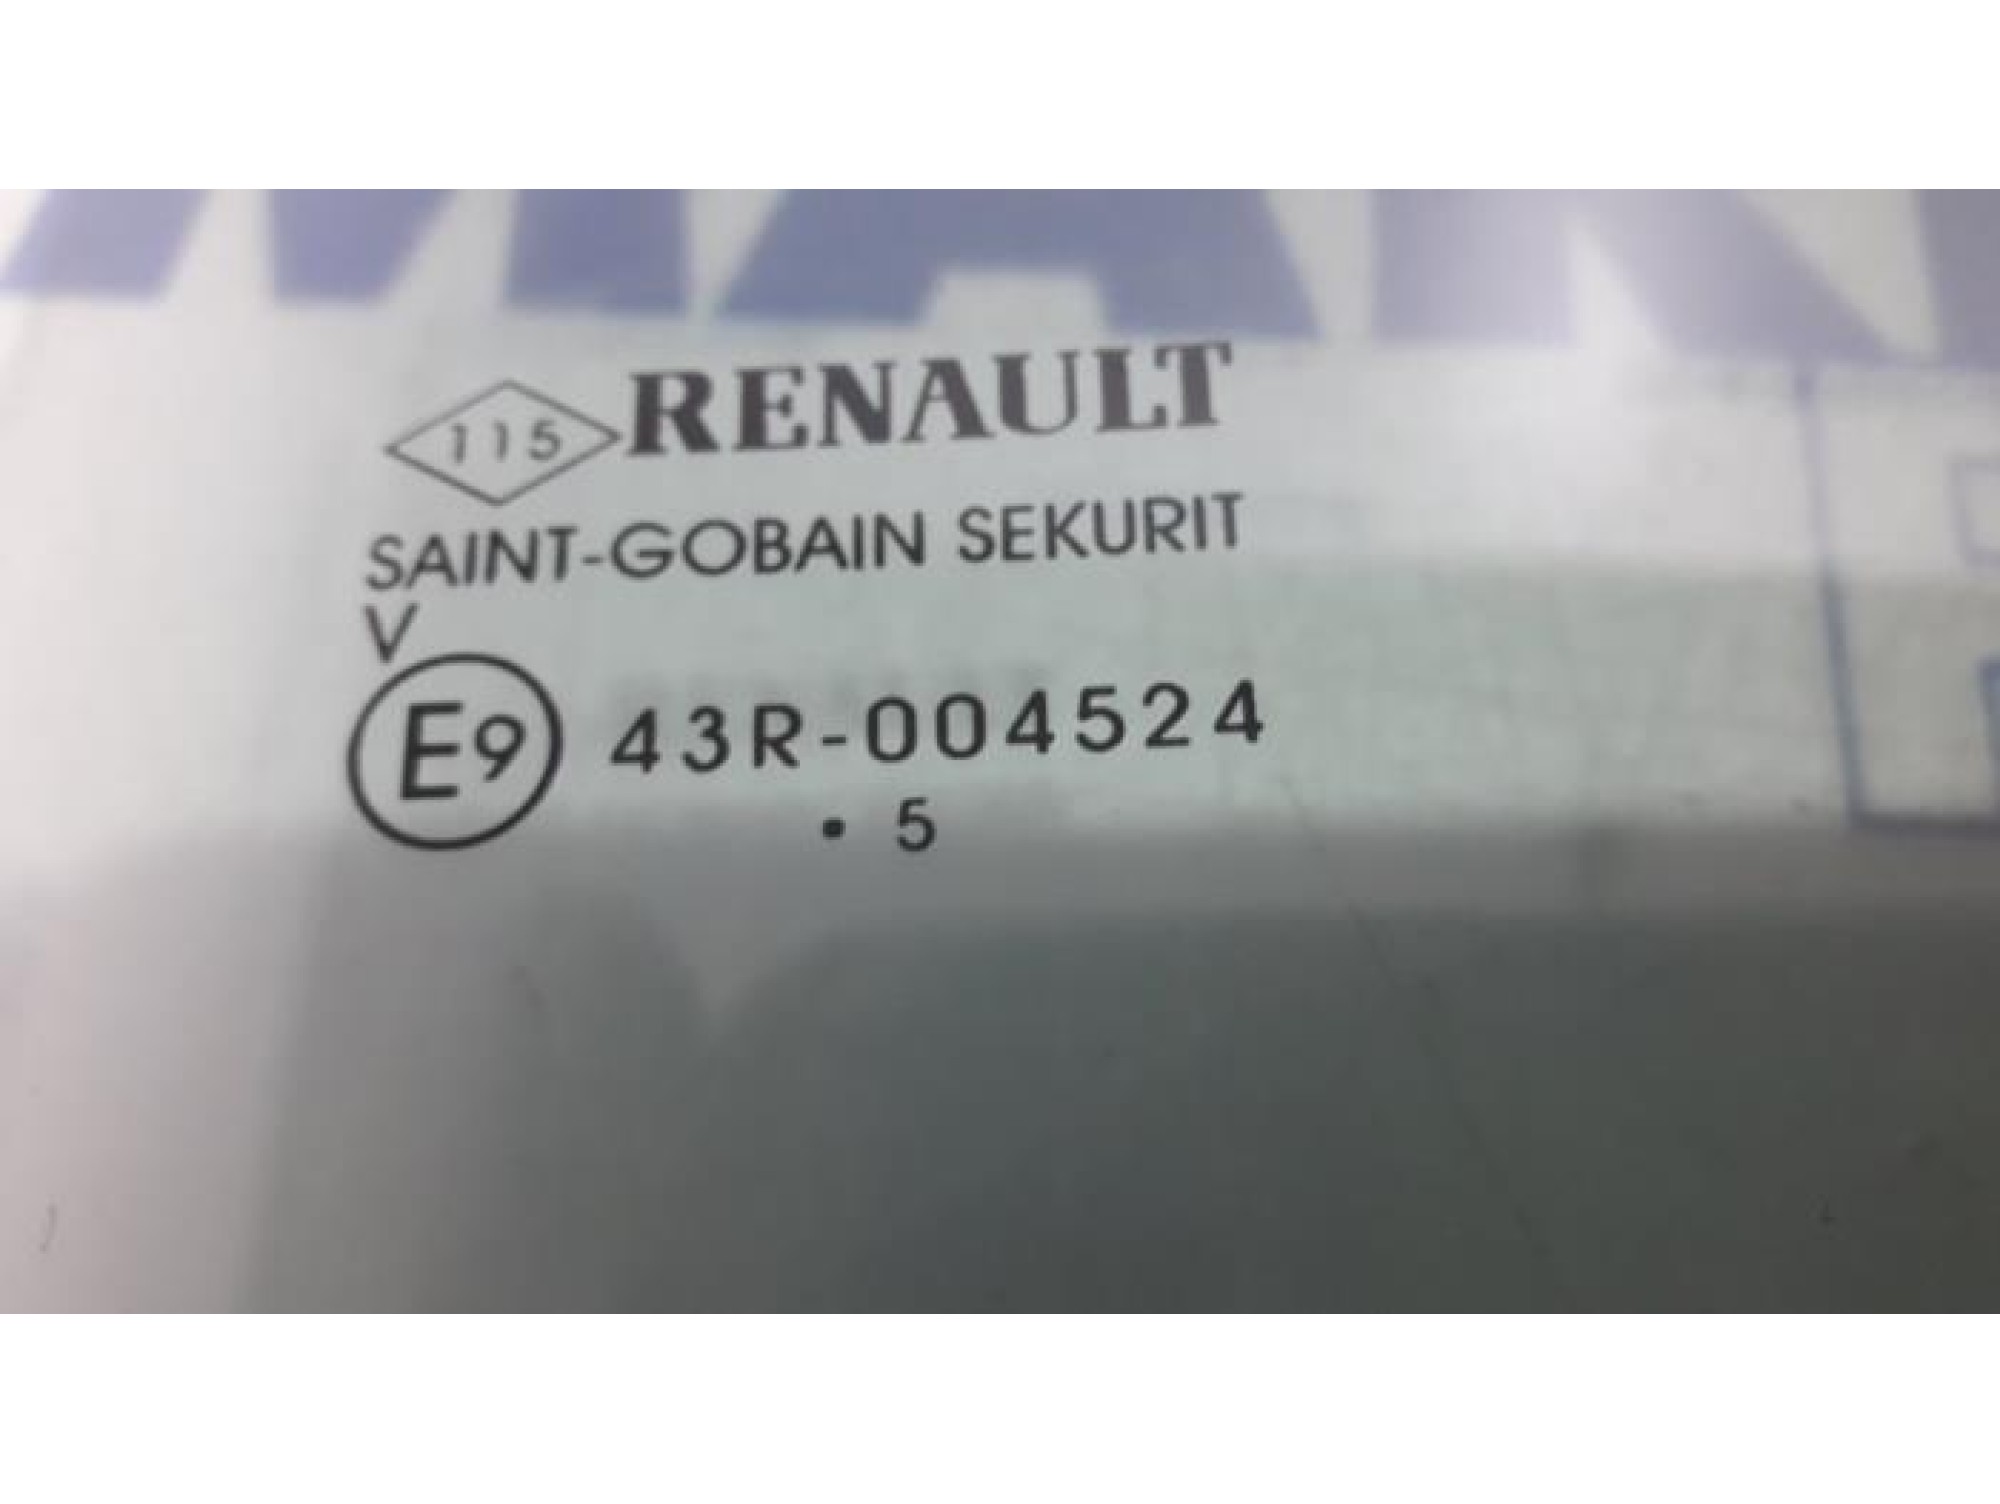 115 RENAULT
SAINT-GOBAIN SEKURIT
V
E9 43R-004524
· 5